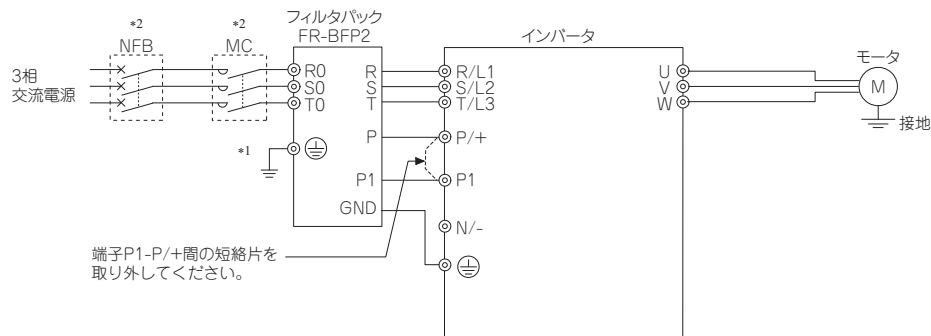 *2
NFB
*2
MC
フィルタパック
FR-BFP2
インバータ
モータ
3相
交流電源
R0
S0
T0
R
S
T
R/L1
S/L2
T/L3
U
V
W
M
接地
*1
P
P/+
P1
P1
GND
N/-
端子P1-P/+間の短絡片を
取り外してください。